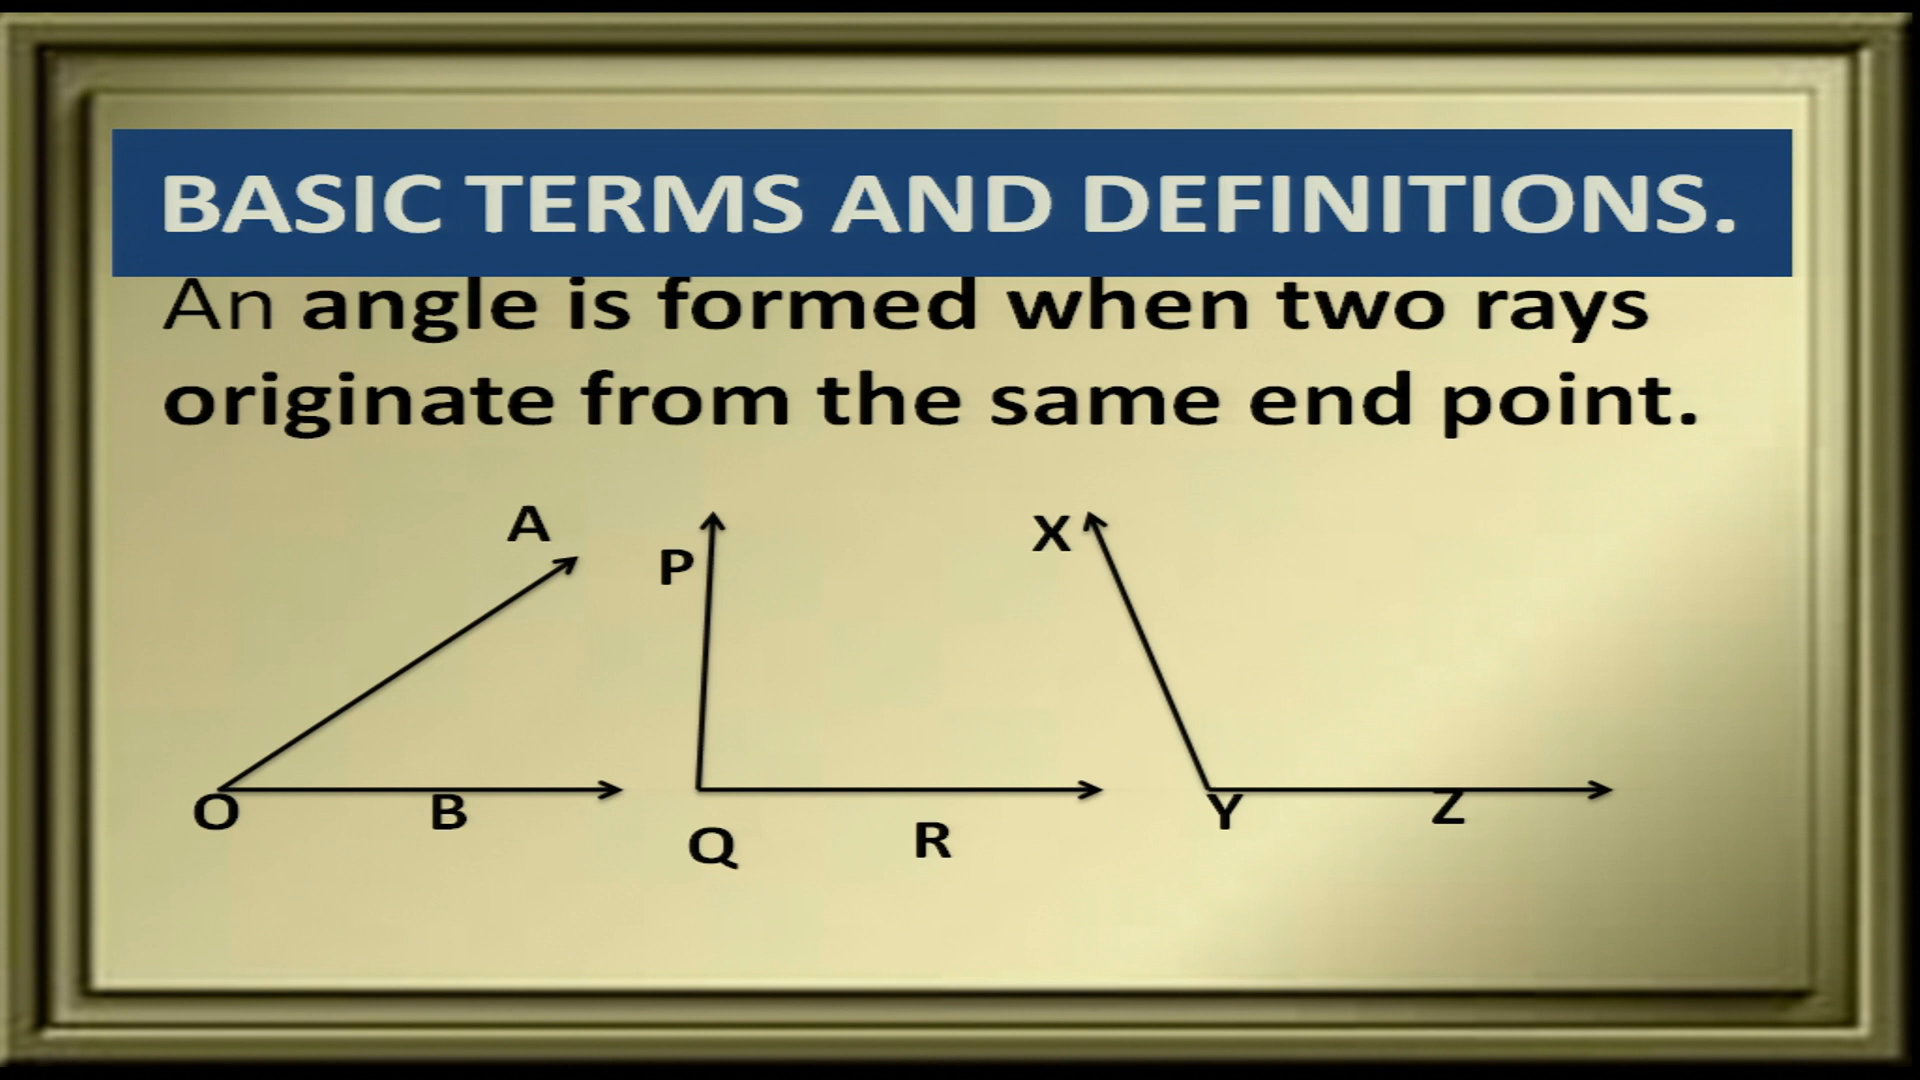 BASIC TERMS AND DEFINITIONS.
An angle is formed when two rays
originate from the same end point.
A
P
X
O
B
Q
R
Y
Z